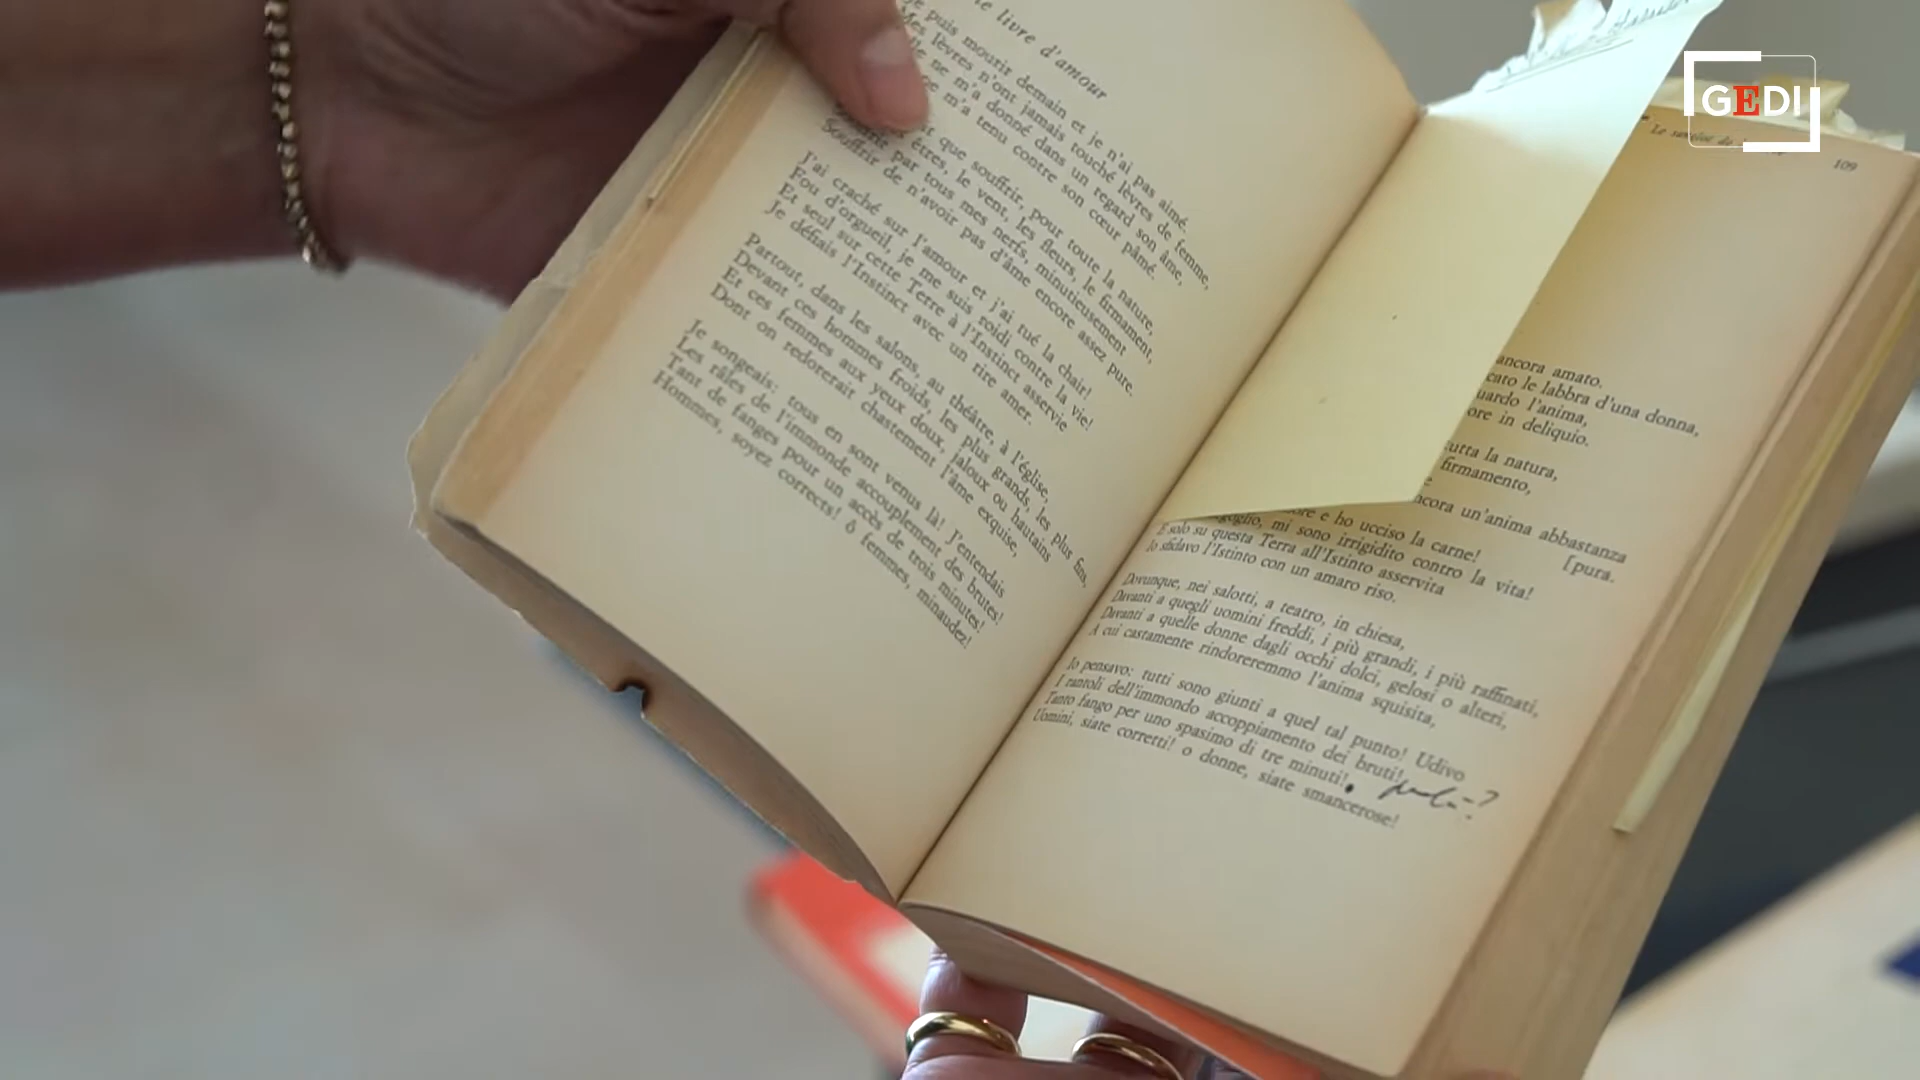 le livre d'amour
Je puis mourir demain et je n'ai pas aimé.
Mes lèvres n'ont jamais touché lèvres de femme,
ne m'a donné dans un regard son âme,
ne m'a tenu contre son cœur pâmé.
que souffrir, pour toute la nature,
êtres, le vent, les fleurs, le firmament,
Souffrir par tous mes nerfs, minutieusement
Souffrir de n'avoir pas d'âme encore assez pure.
J'ai craché sur l'amour et j'ai tué la chair!
Fou d'orgueil, je me suis roidi contre la vie!
Et seul sur cette Terre à l'Instinct asservie
Je défiais l'Instinct avec un rire amer.
Partout, dans les salons, au théâtre, à l'église,
Devant ces hommes froids, les plus grands, les plus fins,
Et ces femmes aux yeux doux, jaloux ou hautains
Dont on redorerait chastement l'âme exquise,
Je songeais: tous en sont venus là! J'entendais
Les râles de l'immonde accouplement des brutes!
Tant de fanges pour un accès de trois minutes!
Hommes, soyez corrects! ô femmes, minaudez!
109
ancora amato.
cato le labbra d'una donna,
uardo l'anima,
ore in deliquio.
tutta la natura,
firmamento,
ncora un'anima abbastanza
[pura.
ore e ho ucciso la carne!
goglio, mi sono irrigidito contro la vita!
E solo su questa Terra all'Istinto asservita
Io sfidavo l'Istinto con un amaro riso.
Dovunque, nei salotti, a teatro, in chiesa,
Davanti a quegli uomini freddi, i più grandi, i più raffinati,
Davanti a quelle donne dagli occhi dolci, gelosi o alteri,
A cui castamente rindoreremmo l'anima squisita,
Io pensavo: tutti sono giunti a quel tal punto! Udivo
I rantoli dell'immondo accoppiamento dei bruti!
Tanto fango per uno spasimo di tre minuti!
Uomini, siate corretti! o donne, siate smancerose!
GEDI